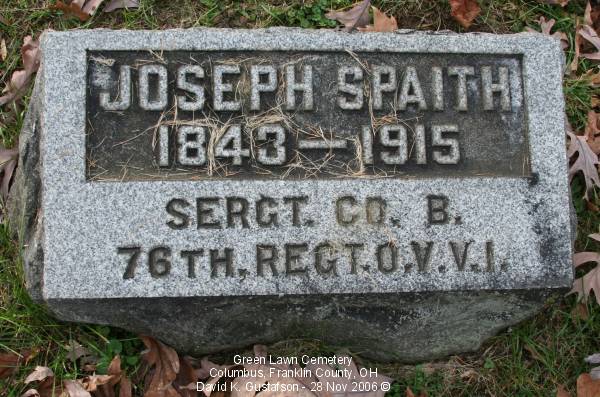 JOSEPH SPAITH
1843—1915
SERGT. CO. B.
76TH, REGT. O. V. V. I.
Green Lawn Cemetery
Columbus, Franklin County, OH
David K. Gustafson - 28 Nov 2006 ©